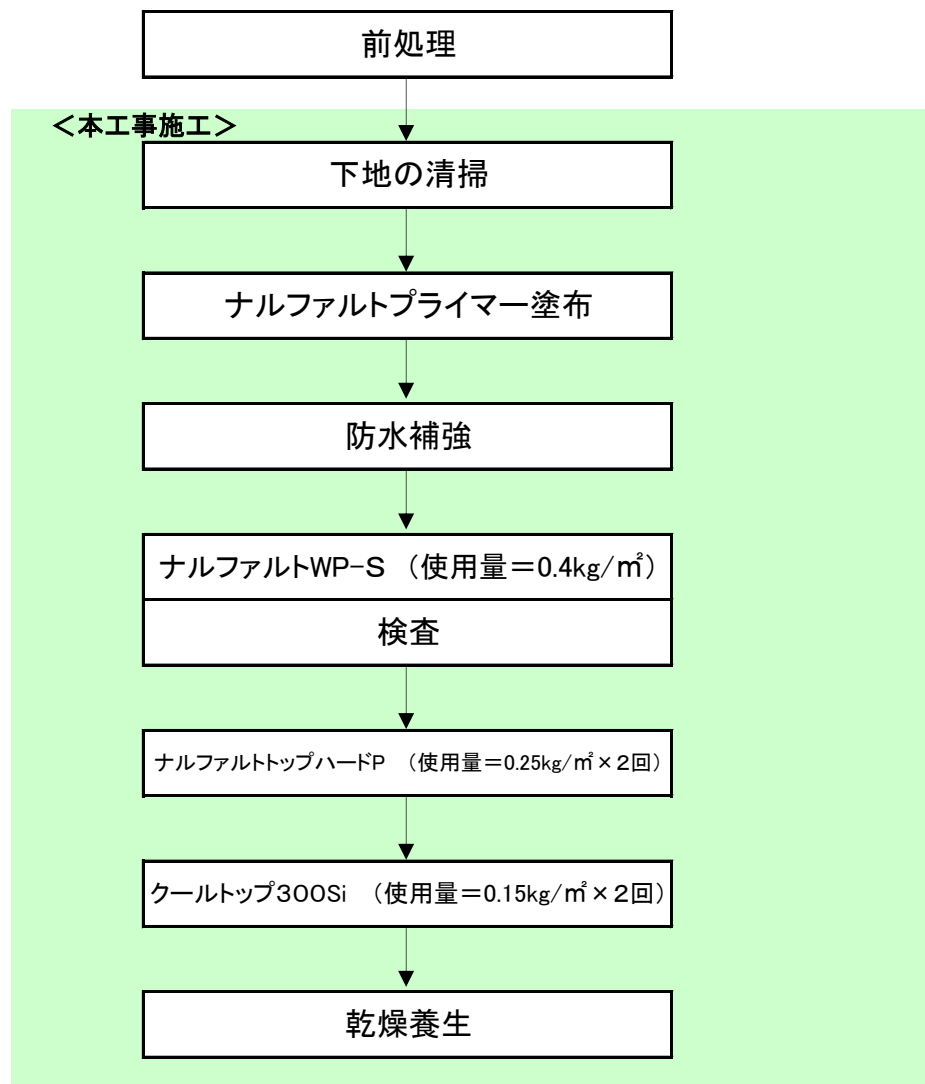 前処理
＜本工事施工＞
下地の清掃
ナルファルトプライマー塗布
防水補強
ナルファルトWP-S （使用量＝0.4kg/㎡）
検査
ナルファルトトップハードP （使用量＝0.25kg/㎡×２回）
クールトップ３００Si （使用量＝0.15kg/㎡×２回）
乾燥養生